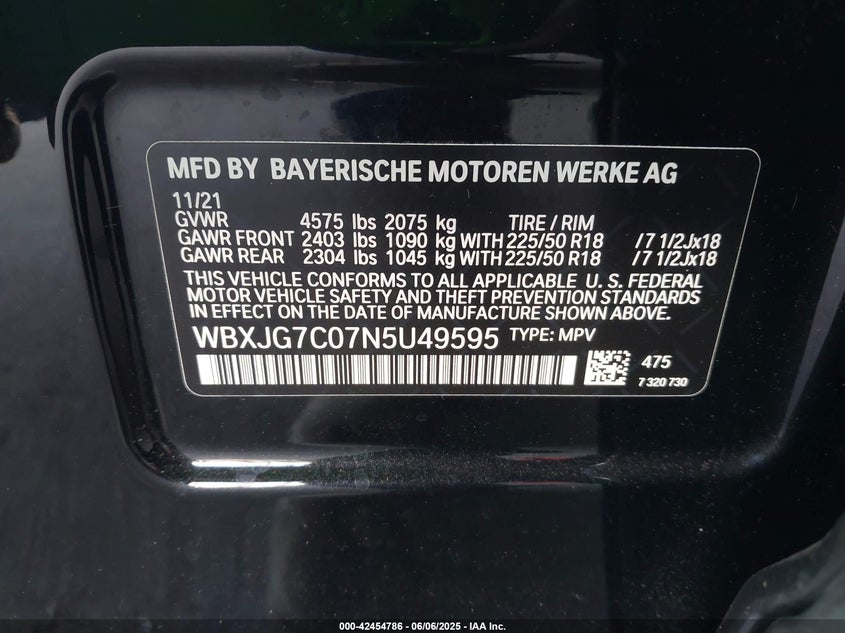 MFD BY BAYERISCHE MOTOREN WERKE AG
11/21
GVWR 4575 lbs 2075 kg TIRE / RIM
GAWR FRONT 2403 lbs 1090 kg WITH 225/50 R18 /7 1/2Jx18
GAWR REAR 2304 lbs 1045 kg WITH 225/50 R18 /7 1/2Jx18
THIS VEHICLE CONFORMS TO ALL APPLICABLE U. S. FEDERAL
MOTOR VEHICLE SAFETY AND THEFT PREVENTION STANDARDS
IN EFFECT ON THE DATE OF MANUFACTURE SHOWN ABOVE.
WBXJG7C07N5U49595 TYPE: MPV
475
7 320 730
000-42454786 - 06/06/2025 - IAA Inc.